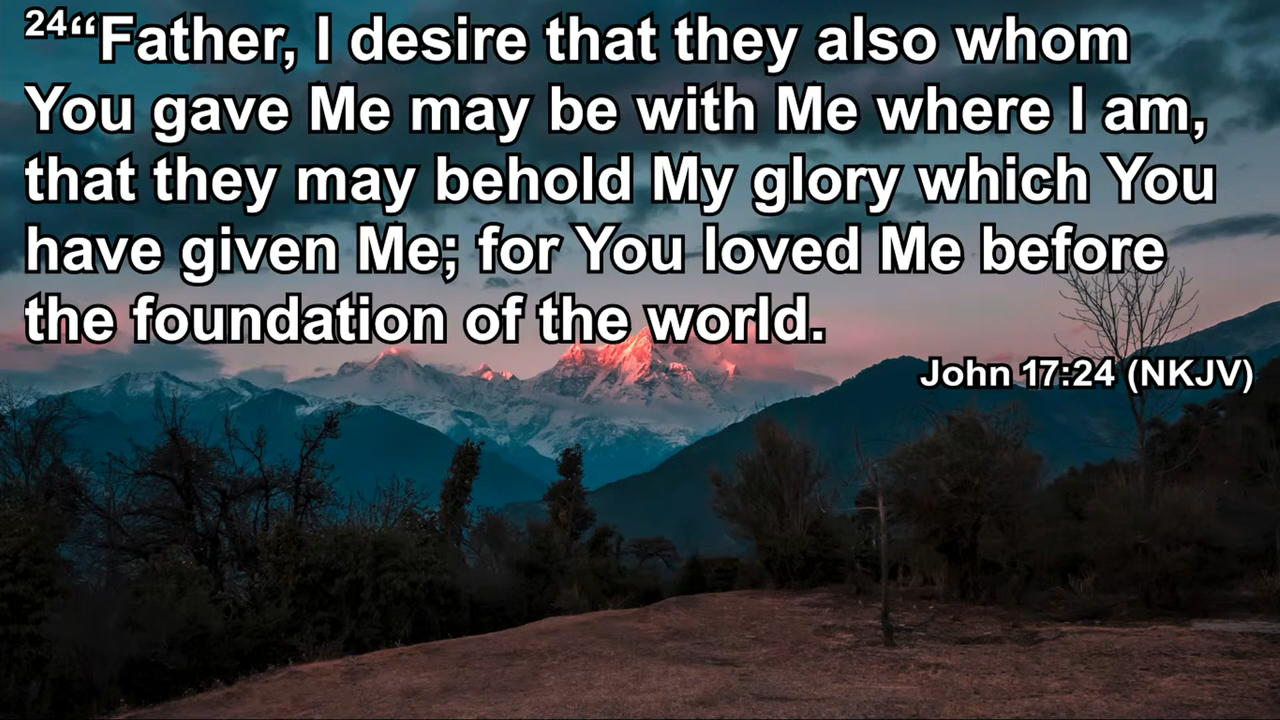 24“Father, I desire that they also whom
You gave Me may be with Me where I am,
that they may behold My glory which You
have given Me; for You loved Me before
the foundation of the world.
John 17:24 (NKJV)